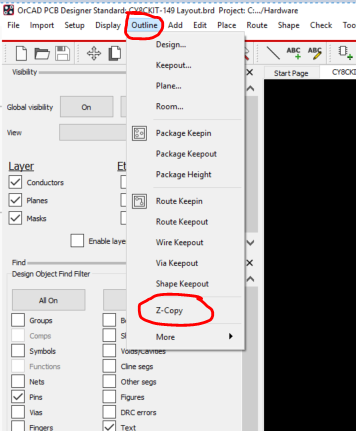 OrCAD PCB Designer Standard: CY8CKIT-149 Layout.brd Project: C:.../Hardware
File Import Setup Display Outline View Add Edit Place Route Shape Check Too
Design...
Keepout...
Plane...
Room...
Package Keepin
Package Keepout
Package Height
Route Keepin
Route Keepout
Wire Keepout
Via Keepout
Shape Keepout
Z-Copy
More
ABC ABC
Start Page CY8CKI
Visibility
Global visibility On
View
Layer Et
Conductors
Planes
Masks
Enable laye
Find
Design Object Find Filter
All On
Groups
Comps
Symbols Voids/Cavities
Functions Cline segs
Nets Other segs
Pins Figures
Vias DRC errors
Fingers Text